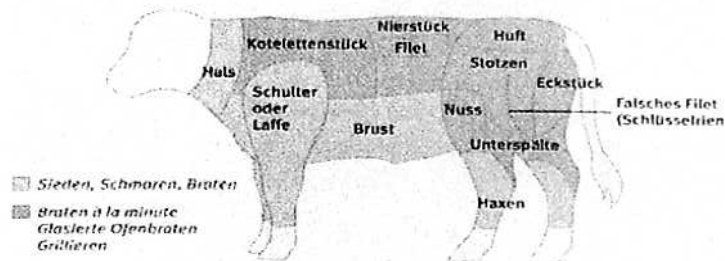 Nierstück
Huft
Kotelettenstück
Filet
Stotzen
Hals
Eckstück
Schulter
oder
Laffe
Nuss
Falsches Filet
(Schlüsselrien
Brust
Unterspälte
Sieden, Schmoren, Braten
Haxen
Braten à la minute
Glasierte Ofenbraten
Grillieren